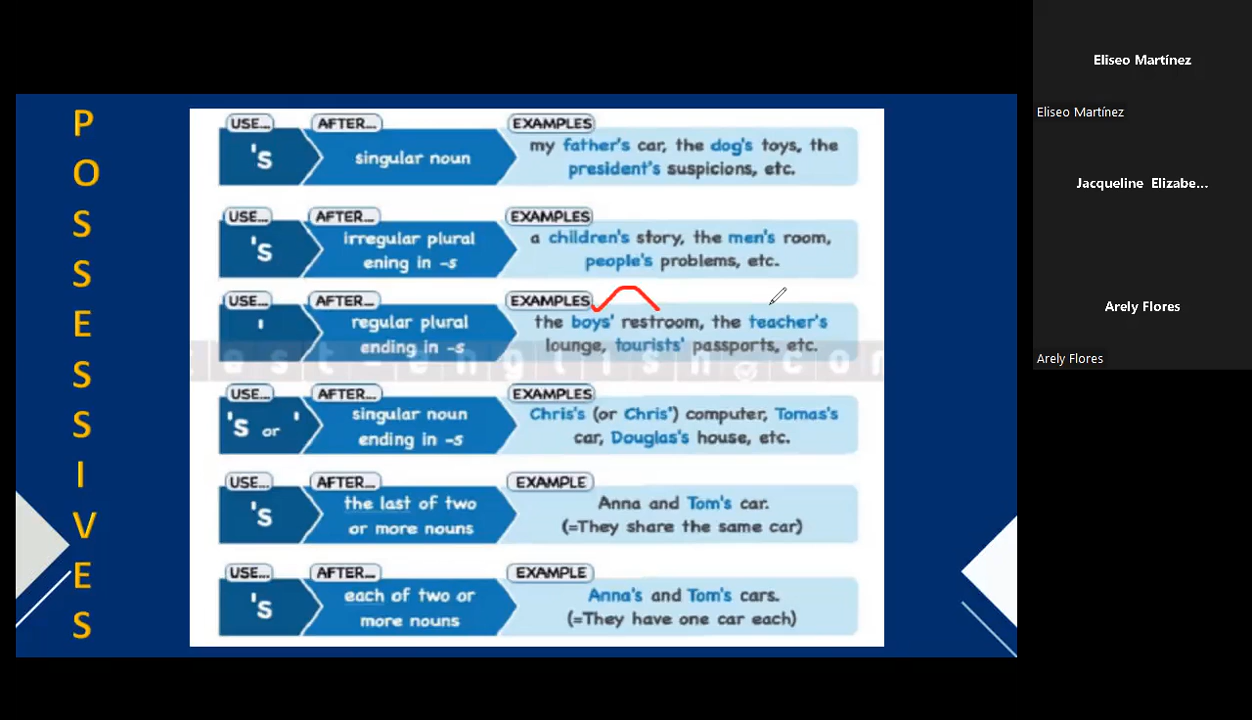 POSSESSIVES
USE... AFTER... EXAMPLES
's singular noun my father's car, the dog's toys, the
president's suspicions, etc.
USE... AFTER... EXAMPLES
's irregular plural a children's story, the men's room,
ening in -s people's problems, etc.
USE... AFTER... EXAMPLES
' regular plural the boys' restroom, the teacher's
ending in -s lounge, tourists' passports, etc.
test-english.com
USE... AFTER... EXAMPLES
's or ' singular noun Chris's (or Chris') computer, Tomas's
ending in -s car, Douglas's house, etc.
USE... AFTER... EXAMPLE
's the last of two Anna and Tom's car.
or more nouns (=They share the same car)
USE... AFTER... EXAMPLE
's each of two or Anna's and Tom's cars.
more nouns (=They have one car each)
Eliseo Martínez
Eliseo Martínez
Jacqueline Elizabe...
Arely Flores
Arely Flores